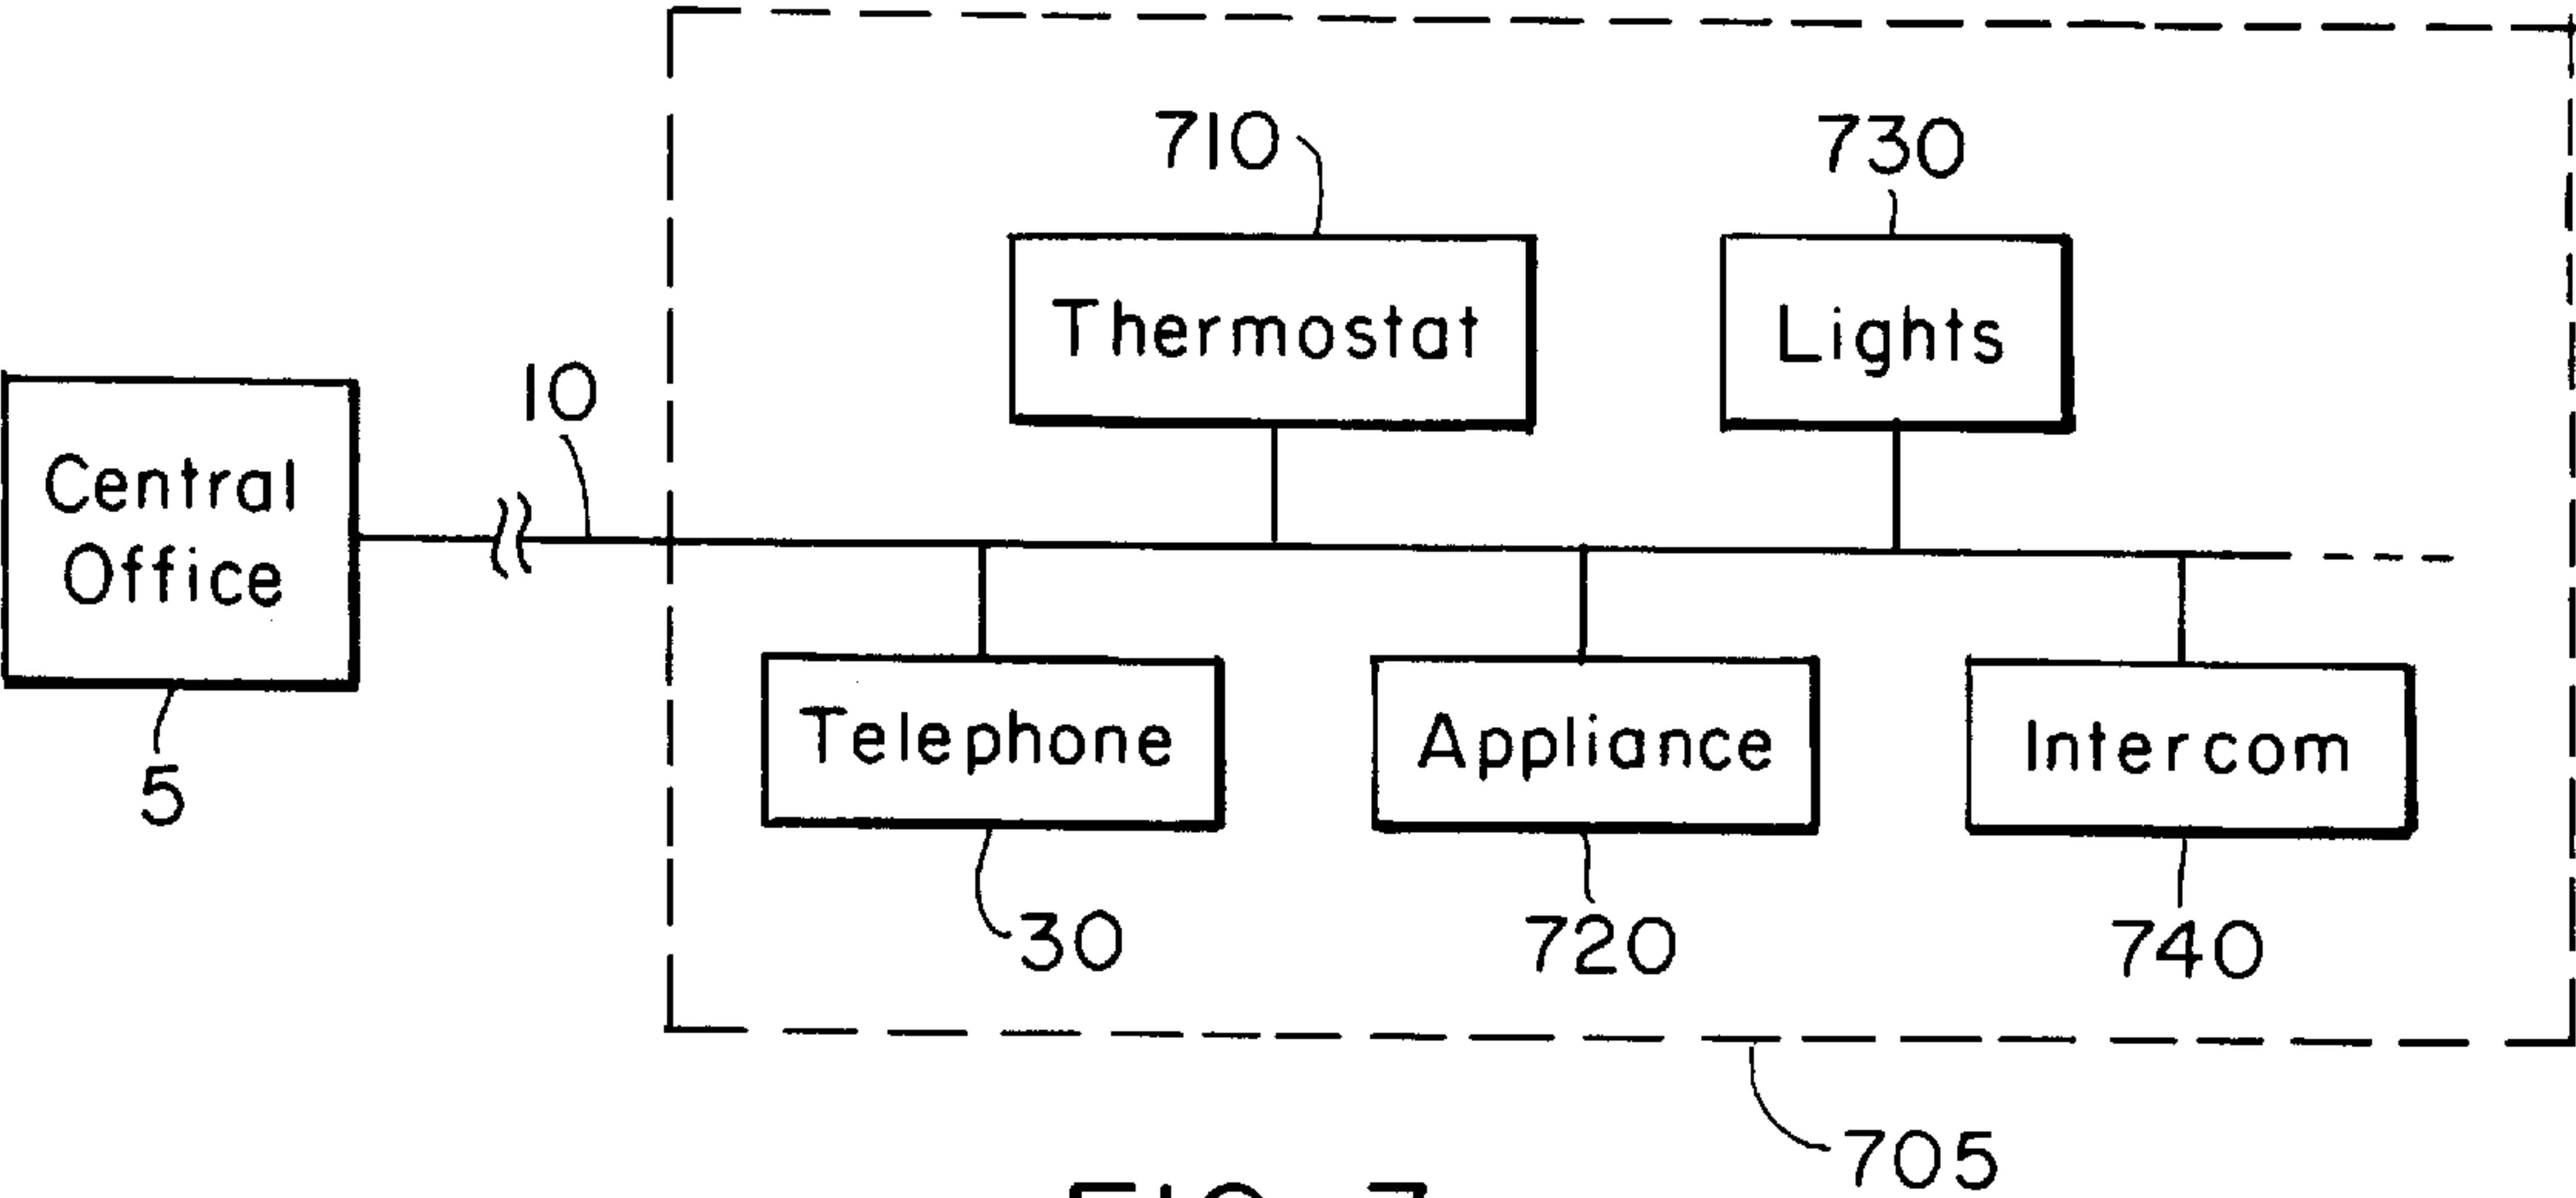 710
730
Thermostat
Lights
10
Central
Office
5
Telephone
Appliance
Intercom
30
720
740
705